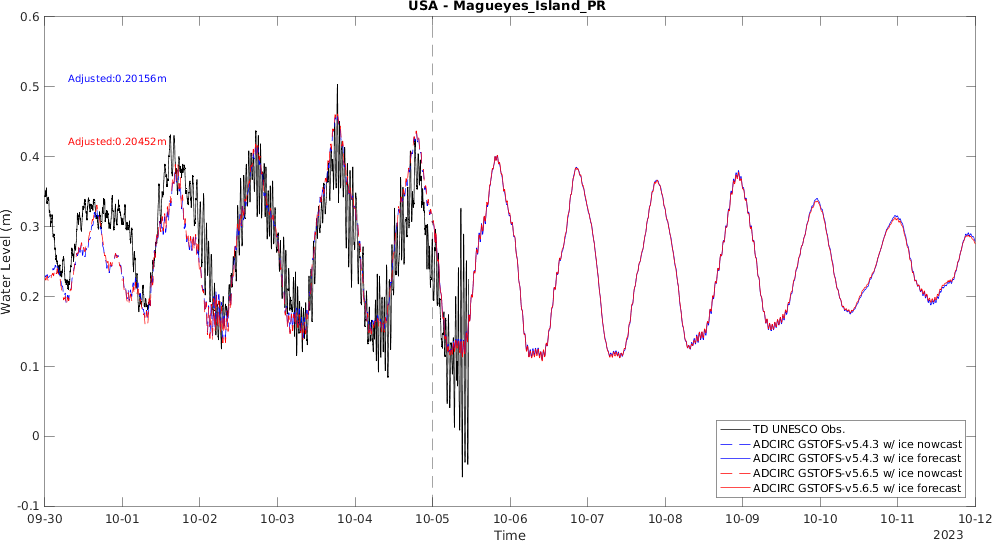 USA - Magueyes_Island_PR
0.6
0.5
0.4
0.3
0.2
0.1
0
-0.1
Water Level (m)
Adjusted:0.20156m
Adjusted:0.20452m
TD UNESCO Obs.
ADCIRC GSTOFS-v5.4.3 w/ ice nowcast
ADCIRC GSTOFS-v5.4.3 w/ ice forecast
ADCIRC GSTOFS-v5.6.5 w/ ice nowcast
ADCIRC GSTOFS-v5.6.5 w/ ice forecast
09-30 10-01 10-02 10-03 10-04 10-05 10-06 10-07 10-08 10-09 10-10 10-11 10-12
Time
2023